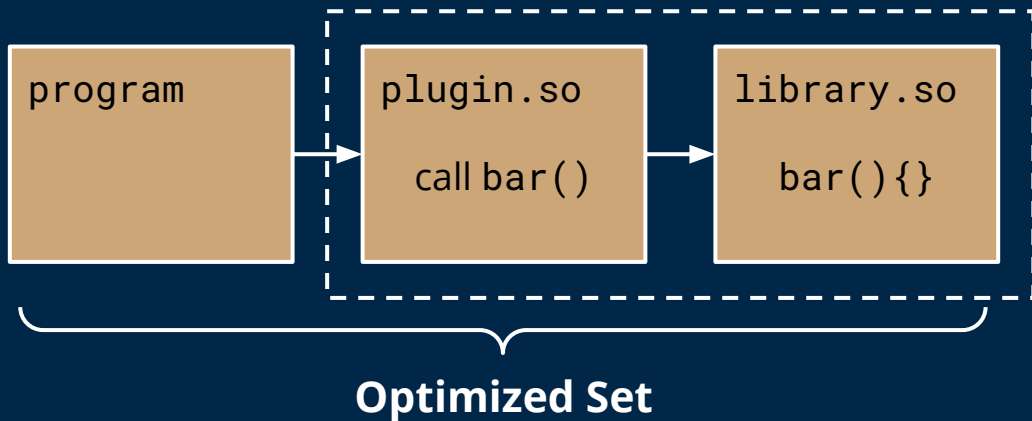 program
plugin.so
library.so
call bar()
bar(){}
Optimized Set